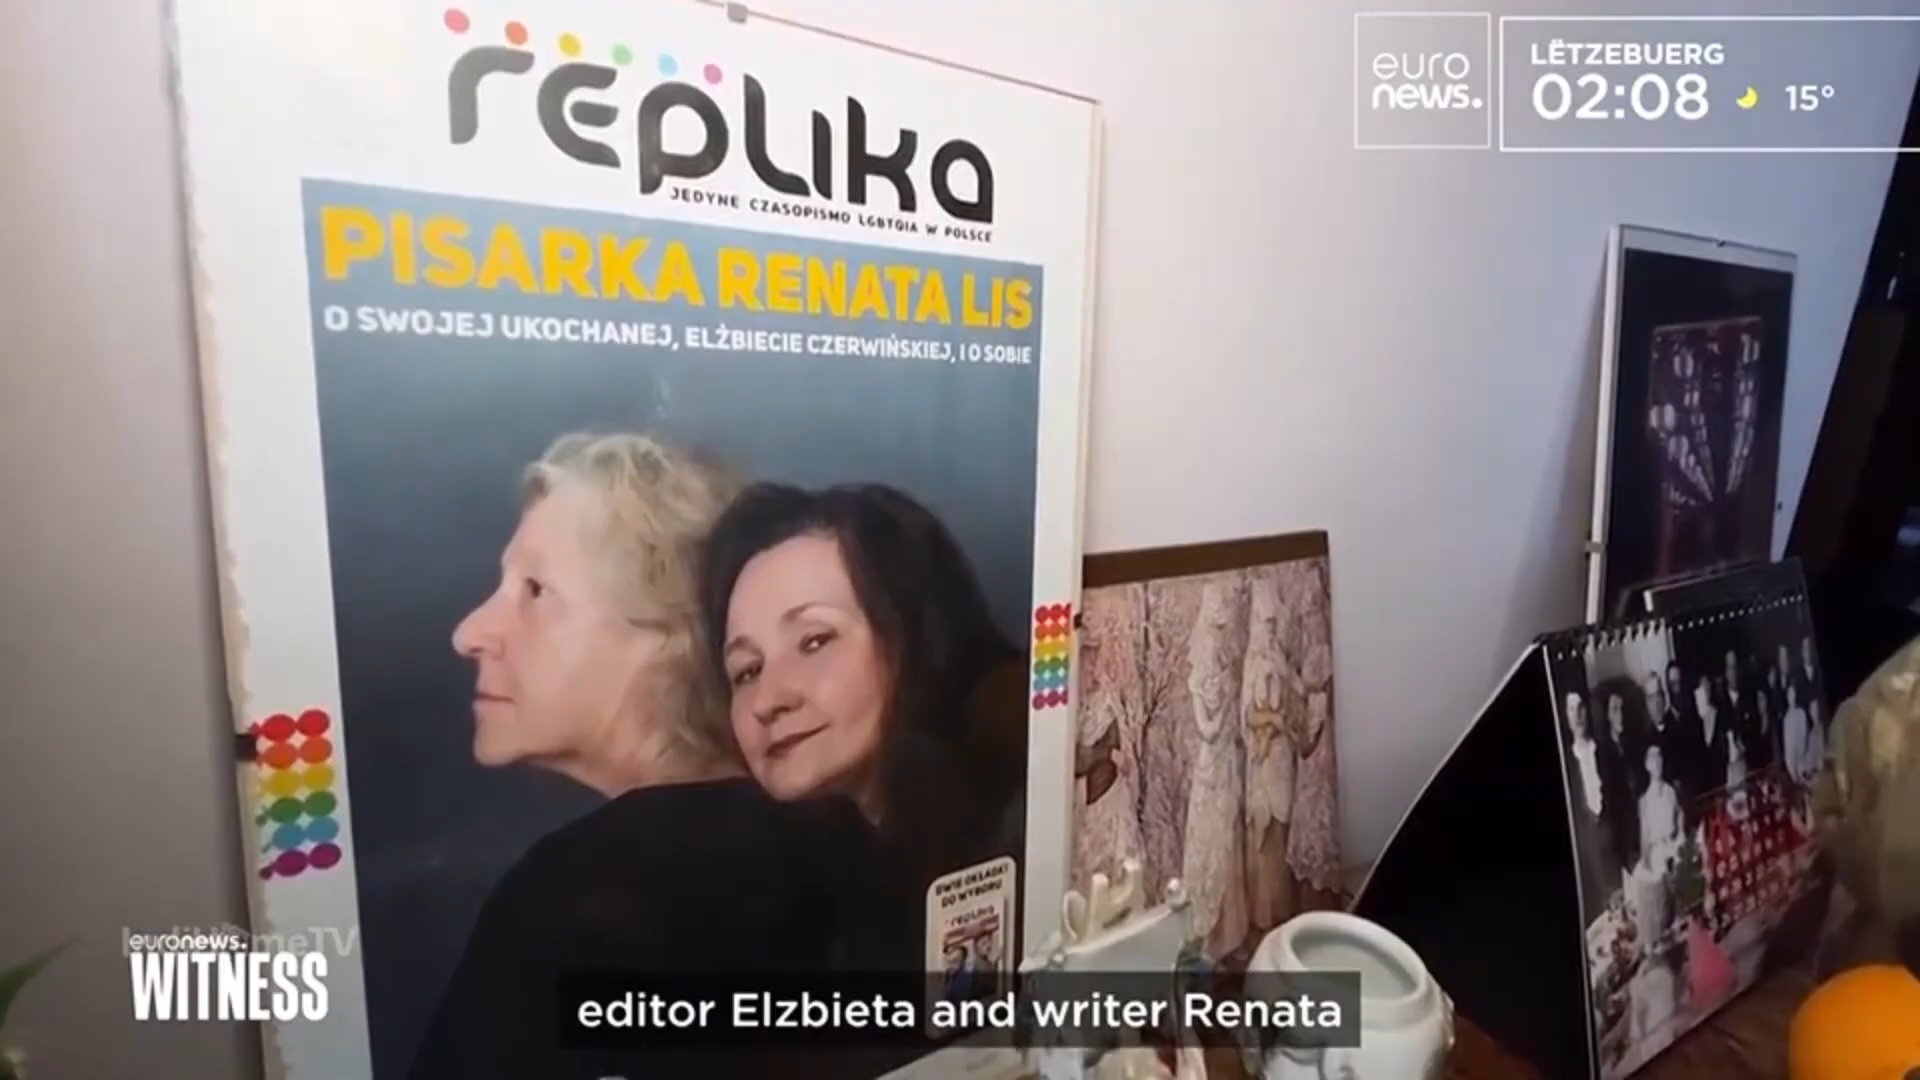 replika
JEDYNE CZASOPISMO LGBTQIA W POLSCE
PISARKA RENATA LIS
O SWOJEJ UKOCHANEJ, ELŻBIECIE CZERWIŃSKIEJ, I O SOBIE
DWIE OKŁADKI
DO WYBORU
replika
euro
news.
LËTZEBUERG
02:08 15°
euronews.
WITNESS
editor Elzbieta and writer Renata